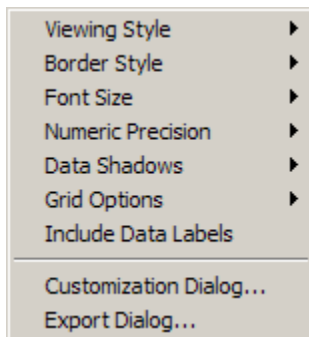 Viewing Style
Border Style
Font Size
Numeric Precision
Data Shadows
Grid Options
Include Data Labels
Customization Dialog...
Export Dialog...